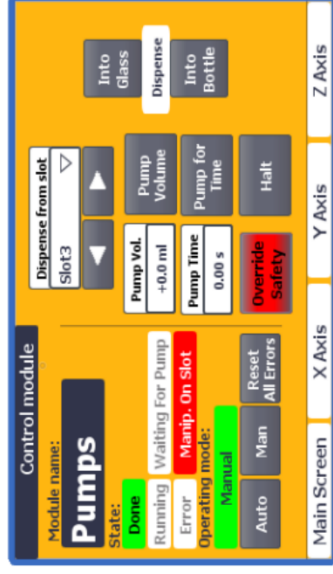 Control module
Module name:
Pumps
State:
Done
Running
Waiting For Pump
Error
Manip. On Slot
Operating mode:
Manual
Auto
Man
Reset
All Errors
Dispense from slot
Slot3
Pump Vol.
+0.0 ml
Pump
Volume
Pump Time
0.00 s
Pump for
Time
Override
Safety
Halt
Into
Glass
Dispense
Into
Bottle
Main Screen
X Axis
Y Axis
Z Axis